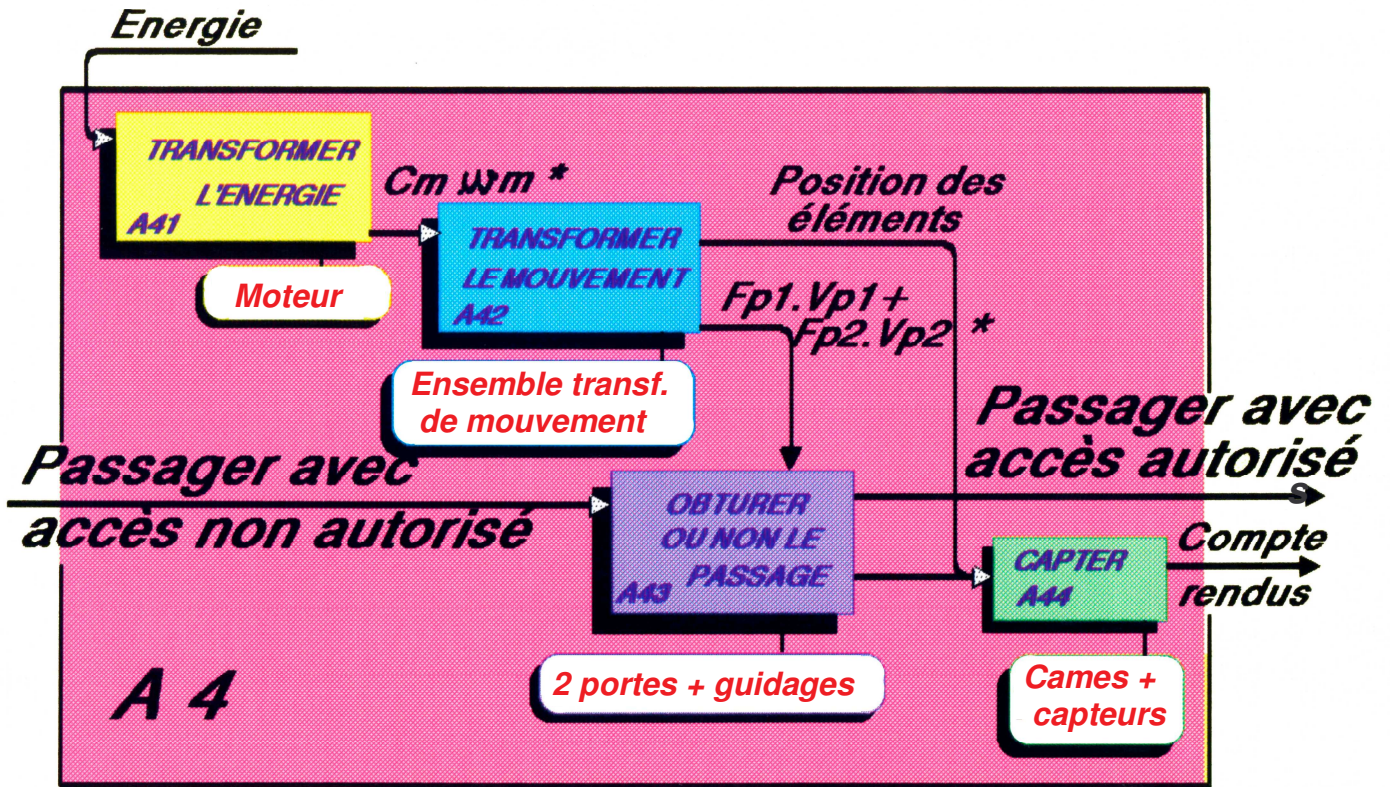 Energie
TRANSFORMER
L'ENERGIE
A41
Moteur
Cm ωm *
TRANSFORMER
LE MOUVEMENT
A42
Ensemble transf.
de mouvement
Position des
éléments
Fp1.Vp1+
Fp2.Vp2 *
Passager avec
accès non autorisé
OBTURER
OU NON LE
PASSAGE
A43
2 portes + guidages
Passager avec
accès autorisé
s
CAPTER
A44
Compte
rendus
Cames +
capteurs
A 4